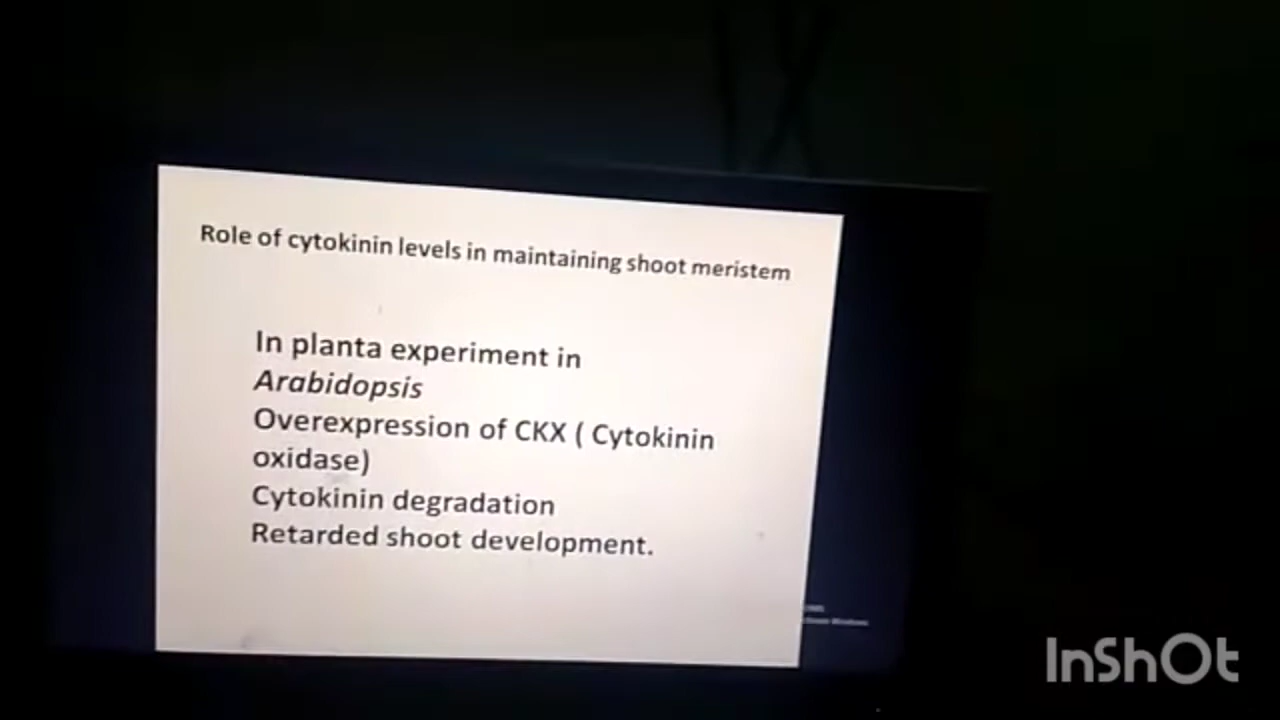 Role of cytokinin levels in maintaining shoot meristem
In planta experiment in
Arabidopsis
Overexpression of CKX ( Cytokinin
oxidase)
Cytokinin degradation
Retarded shoot development.
Windows
InShOt